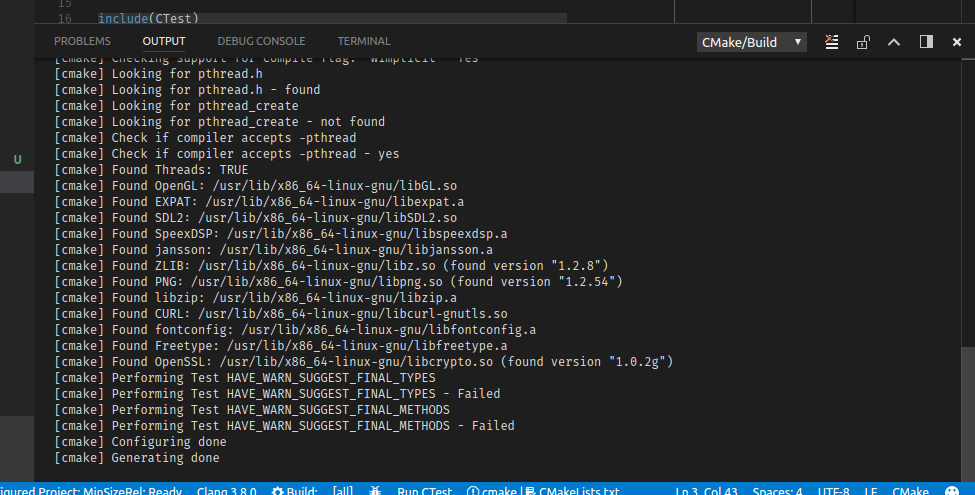 15
16 include(CTest)
PROBLEMS OUTPUT DEBUG CONSOLE TERMINAL CMake/Build
[cmake] Checking support for compile flag: -Wimplicit - Yes
[cmake] Looking for pthread.h
[cmake] Looking for pthread.h - found
[cmake] Looking for pthread_create
[cmake] Looking for pthread_create - not found
[cmake] Check if compiler accepts -pthread
[cmake] Check if compiler accepts -pthread - yes
U
[cmake] Found Threads: TRUE
[cmake] Found OpenGL: /usr/lib/x86_64-linux-gnu/libGL.so
[cmake] Found EXPAT: /usr/lib/x86_64-linux-gnu/libexpat.a
[cmake] Found SDL2: /usr/lib/x86_64-linux-gnu/libSDL2.so
[cmake] Found SpeexDSP: /usr/lib/x86_64-linux-gnu/libspeexdsp.a
[cmake] Found jansson: /usr/lib/x86_64-linux-gnu/libjansson.a
[cmake] Found ZLIB: /usr/lib/x86_64-linux-gnu/libz.so (found version "1.2.8")
[cmake] Found PNG: /usr/lib/x86_64-linux-gnu/libpng.so (found version "1.2.54")
[cmake] Found libzip: /usr/lib/x86_64-linux-gnu/libzip.a
[cmake] Found CURL: /usr/lib/x86_64-linux-gnu/libcurl-gnutls.so
[cmake] Found fontconfig: /usr/lib/x86_64-linux-gnu/libfontconfig.a
[cmake] Found Freetype: /usr/lib/x86_64-linux-gnu/libfreetype.a
[cmake] Found OpenSSL: /usr/lib/x86_64-linux-gnu/libcrypto.so (found version "1.0.2g")
[cmake] Performing Test HAVE_WARN_SUGGEST_FINAL_TYPES
[cmake] Performing Test HAVE_WARN_SUGGEST_FINAL_TYPES - Failed
[cmake] Performing Test HAVE_WARN_SUGGEST_FINAL_METHODS
[cmake] Performing Test HAVE_WARN_SUGGEST_FINAL_METHODS - Failed
[cmake] Configuring done
[cmake] Generating done
igured Project: MinSizeRel: Ready Clang 3.8.0 Build: [all] Run CTest cmake | CMakeLists.txt Ln 3, Col 43 Spaces: 4 UTF-8 LF CMake